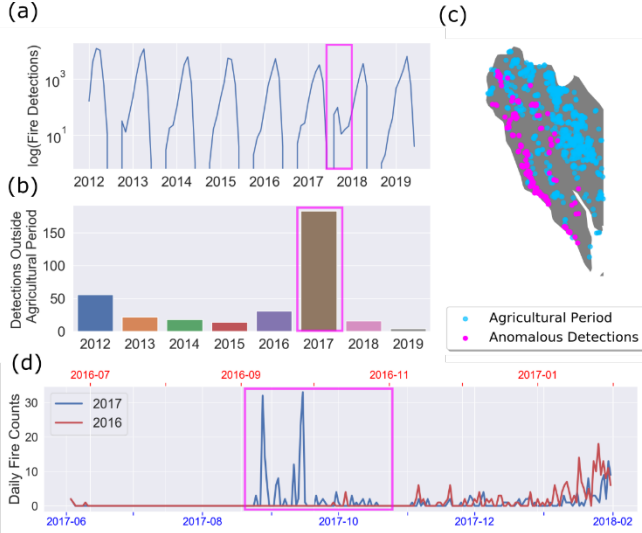 (a)
log(Fire Detections)
10³
10¹
2012 2013 2014 2015 2016 2017 2018 2019
(b)
Detections Outside
Agricultural Period
150
100
50
0
2012 2013 2014 2015 2016 2017 2018 2019
(c)
Agricultural Period
Anomalous Detections
(d)
2016-07 2016-09 2016-11 2017-01
Daily Fire Counts
30
20
10
0
2017
2016
2017-06 2017-08 2017-10 2017-12 2018-02